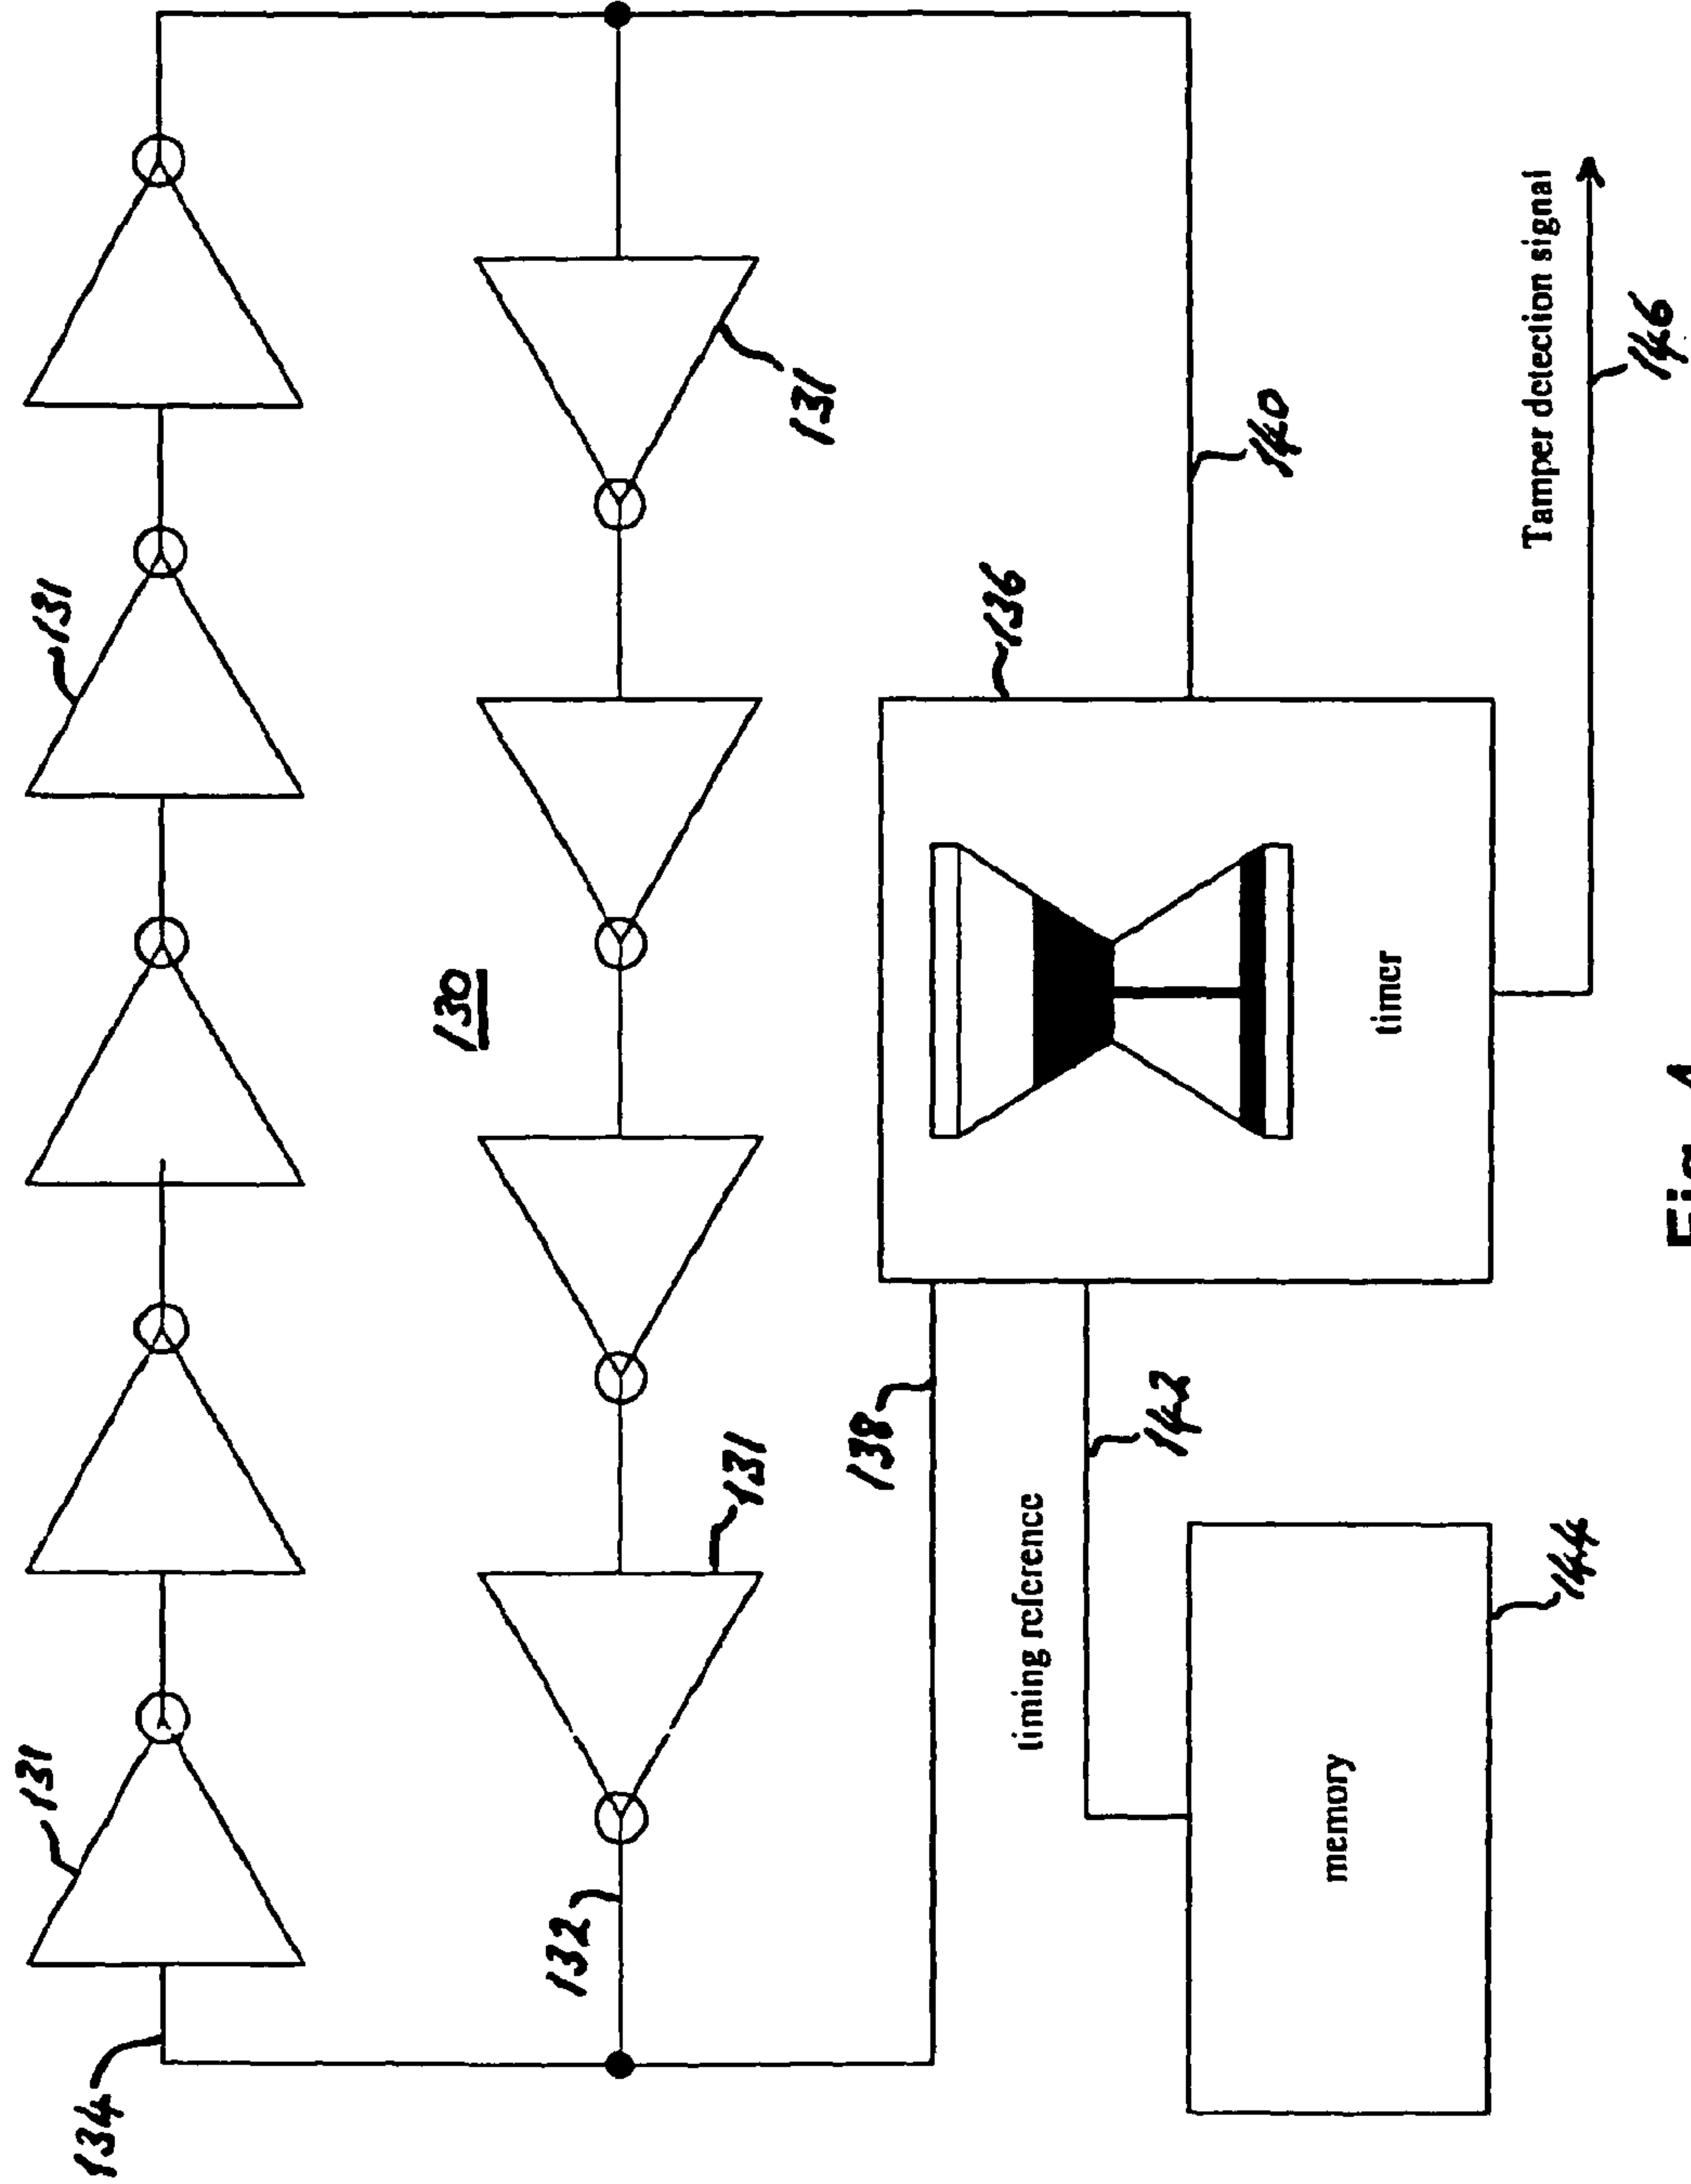 134
131
131
132
130
131
131
138
136
timing reference
142
140
memory
timer
144
Tamper detection signal
146
Fig. 4